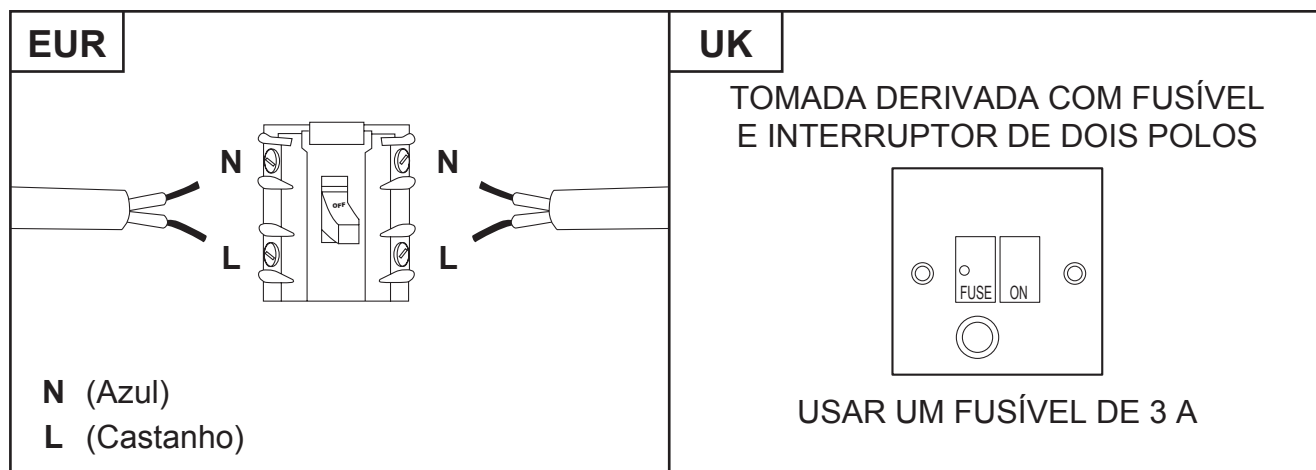 EUR
N
N
OFF
L
L
N (Azul)
L (Castanho)
UK
TOMADA DERIVADA COM FUSÍVEL
E INTERRUPTOR DE DOIS POLOS
FUSE
ON
USAR UM FUSÍVEL DE 3 A